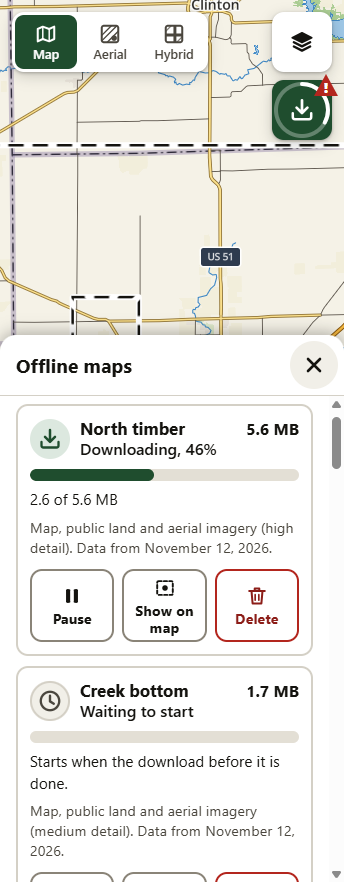 Clinton
Map
Aerial
Hybrid
US 51
Offline maps
North timber
5.6 MB
Downloading, 46%
2.6 of 5.6 MB
Map, public land and aerial imagery (high
detail). Data from November 12, 2026.
Pause
Show on
map
Delete
Creek bottom
1.7 MB
Waiting to start
Starts when the download before it is
done.
Map, public land and aerial imagery
(medium detail). Data from November 12,
2026.